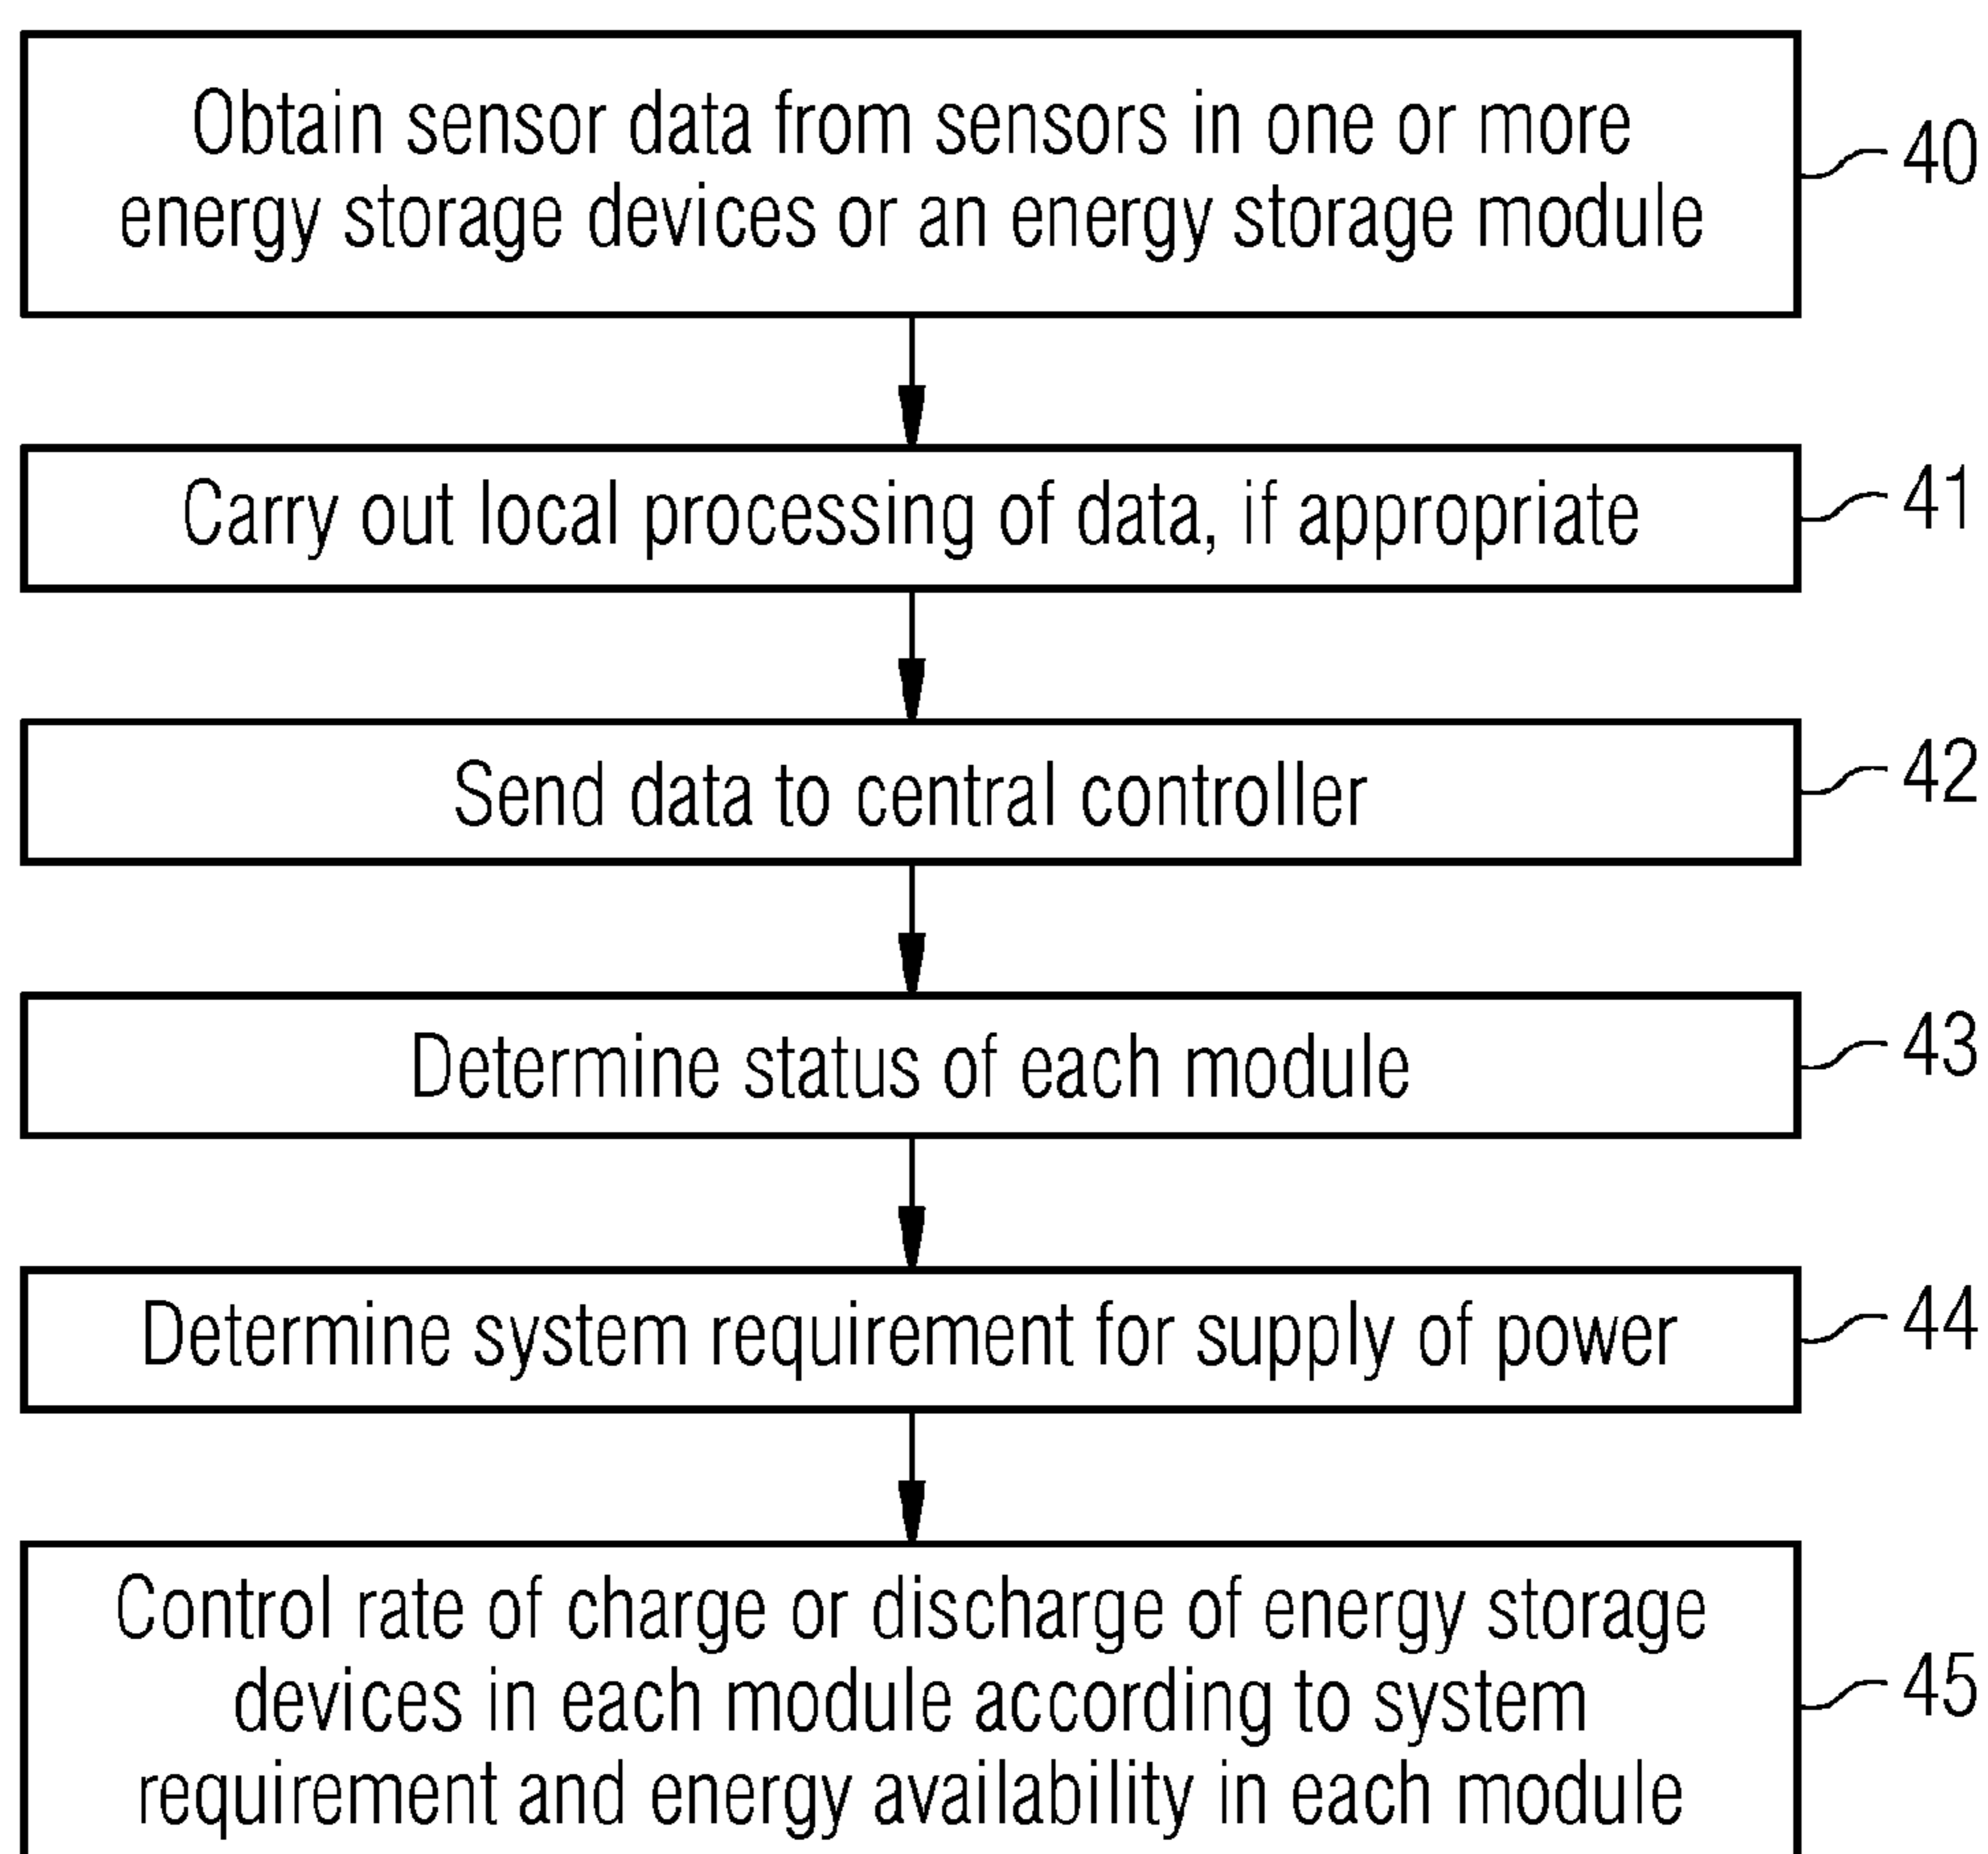 Obtain sensor data from sensors in one or more
energy storage devices or an energy storage module
40
Carry out local processing of data, if appropriate
41
Send data to central controller
42
Determine status of each module
43
Determine system requirement for supply of power
44
Control rate of charge or discharge of energy storage
devices in each module according to system
requirement and energy availability in each module
45